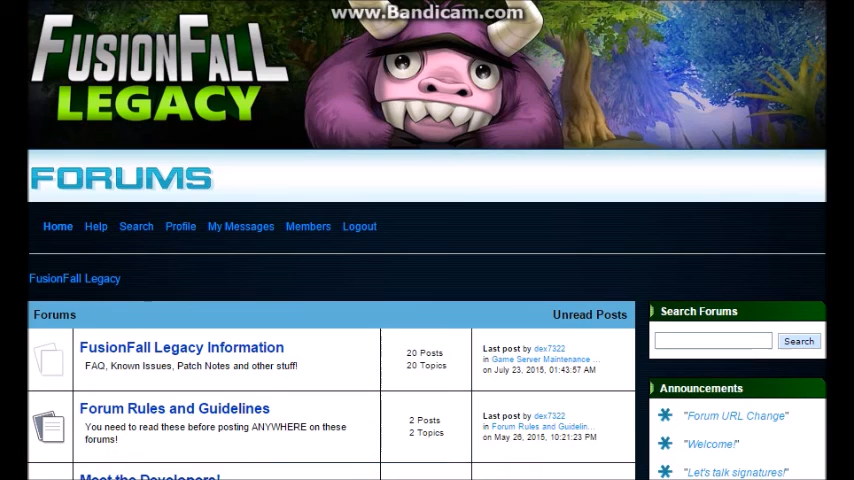 www.Bandicam.com
FUSIONFALL
LEGACY
FORUMS
Home Help Search Profile My Messages Members Logout
FusionFall Legacy
Forums Unread Posts
FusionFall Legacy Information
FAQ, Known Issues, Patch Notes and other stuff!
20 Posts
20 Topics
Last post by dex7322
in Game Server Maintenance ...
on July 23, 2015, 01:43:57 AM
Forum Rules and Guidelines
You need to read these before posting ANYWHERE on these
forums!
2 Posts
2 Topics
Last post by dex7322
in Forum Rules and Guidelin...
on May 26, 2015, 10:21:23 PM
Meet the Developers!
Search Forums
Search
Announcements
"Forum URL Change"
"Welcome!"
"Let's talk signatures!"